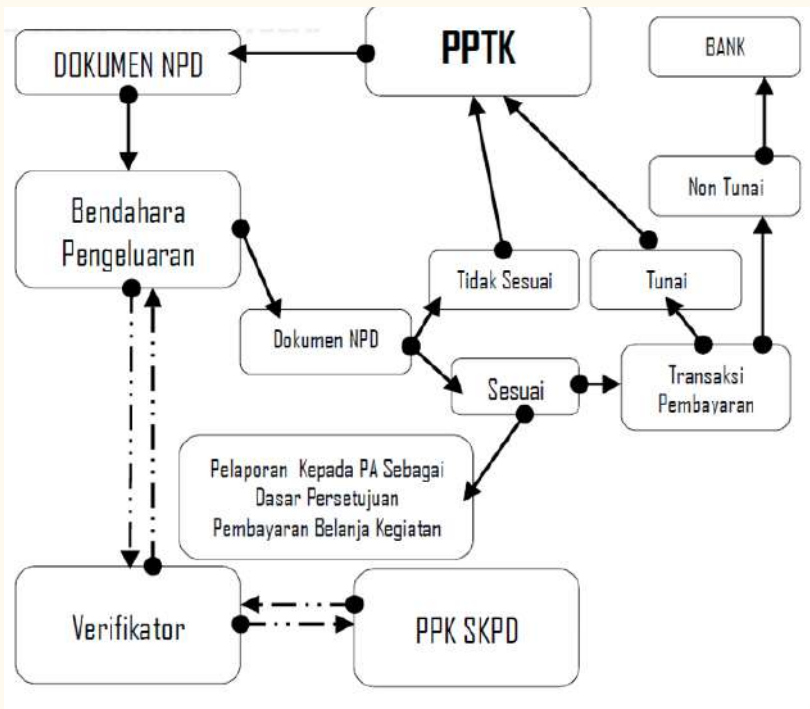 DOKUMEN NPD
PPTK
BANK
Bendahara
Pengeluaran
Non Tunai
Tidak Sesuai
Tunai
Dokumen NPD
Sesuai
Transaksi
Pembayaran
Pelaporan Kepada PA Sebagai
Dasar Persetujuan
Pembayaran Belanja Kegiatan
Verifikator
PPK SKPD